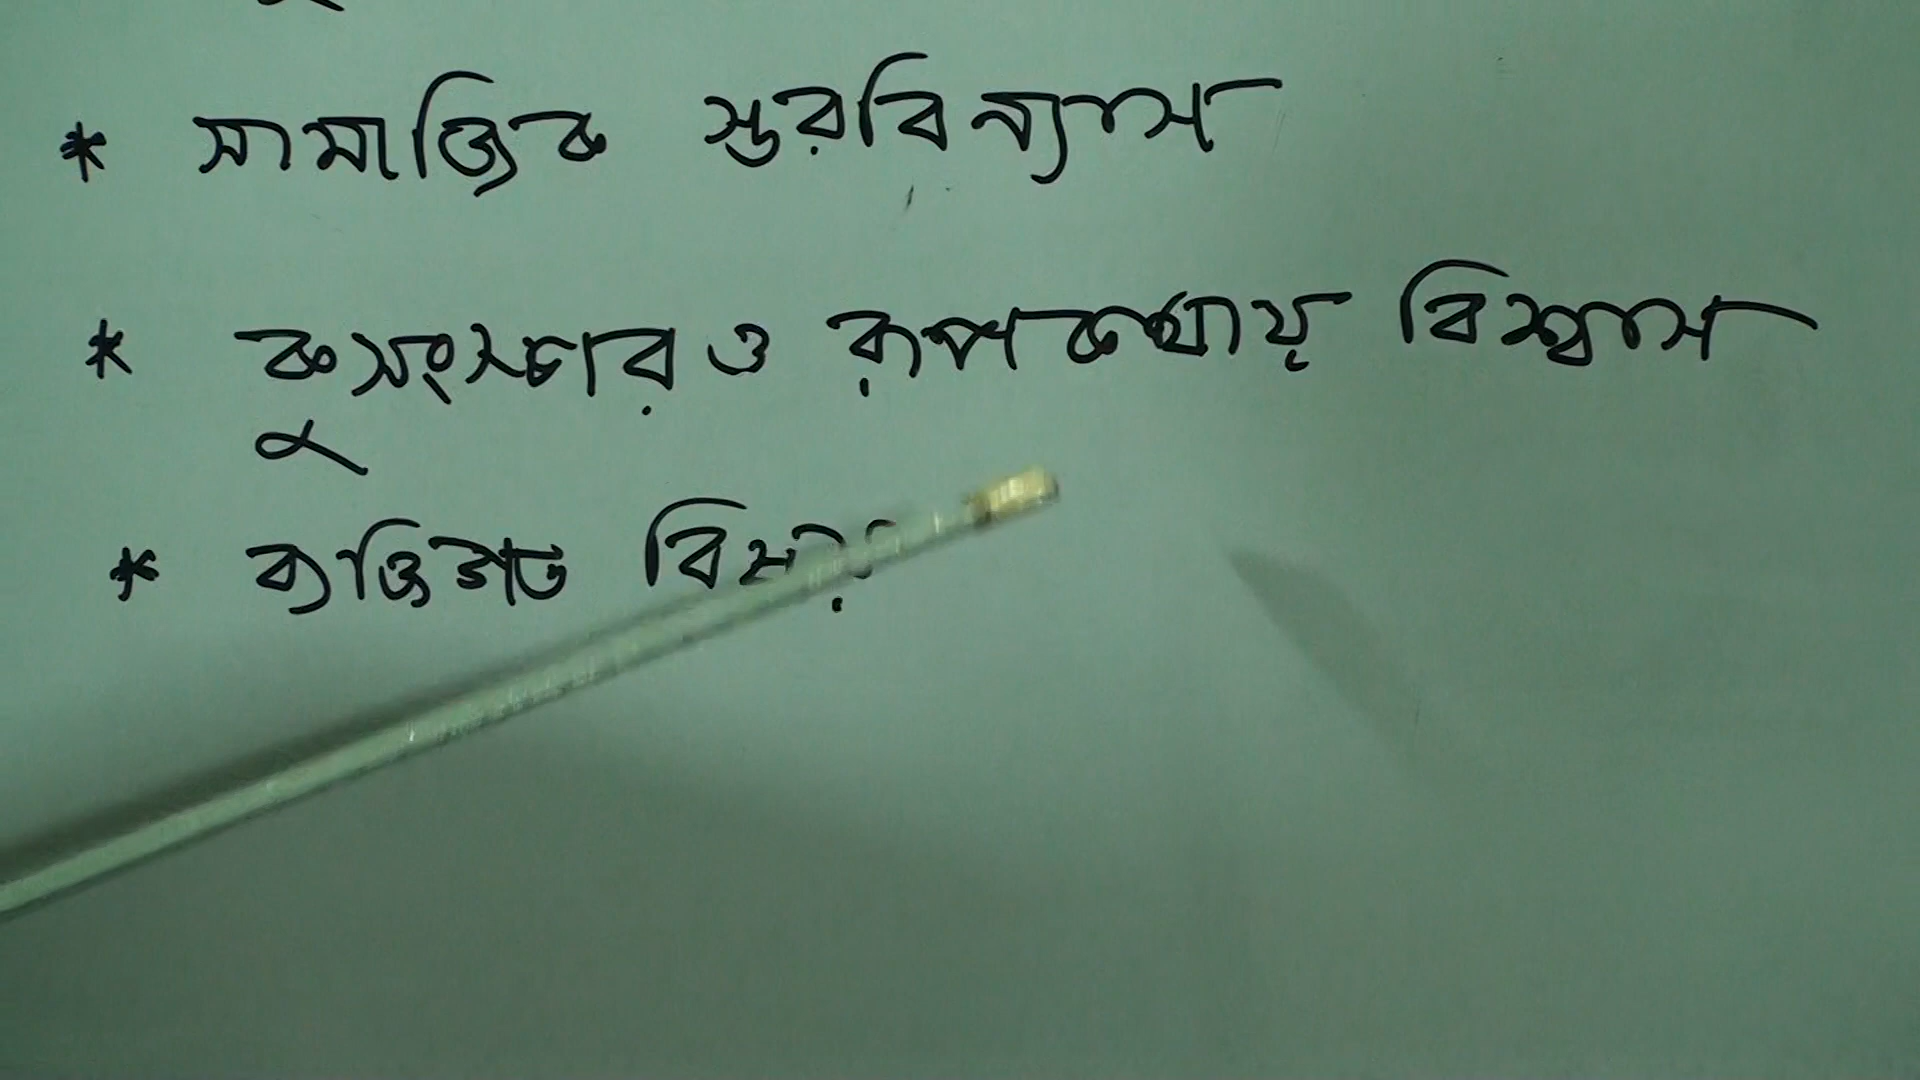 * সামাজিক স্তরবিন্যাস
* কুসংস্কার ও রূপকথায় বিশ্বাস
* ব্যক্তিগত